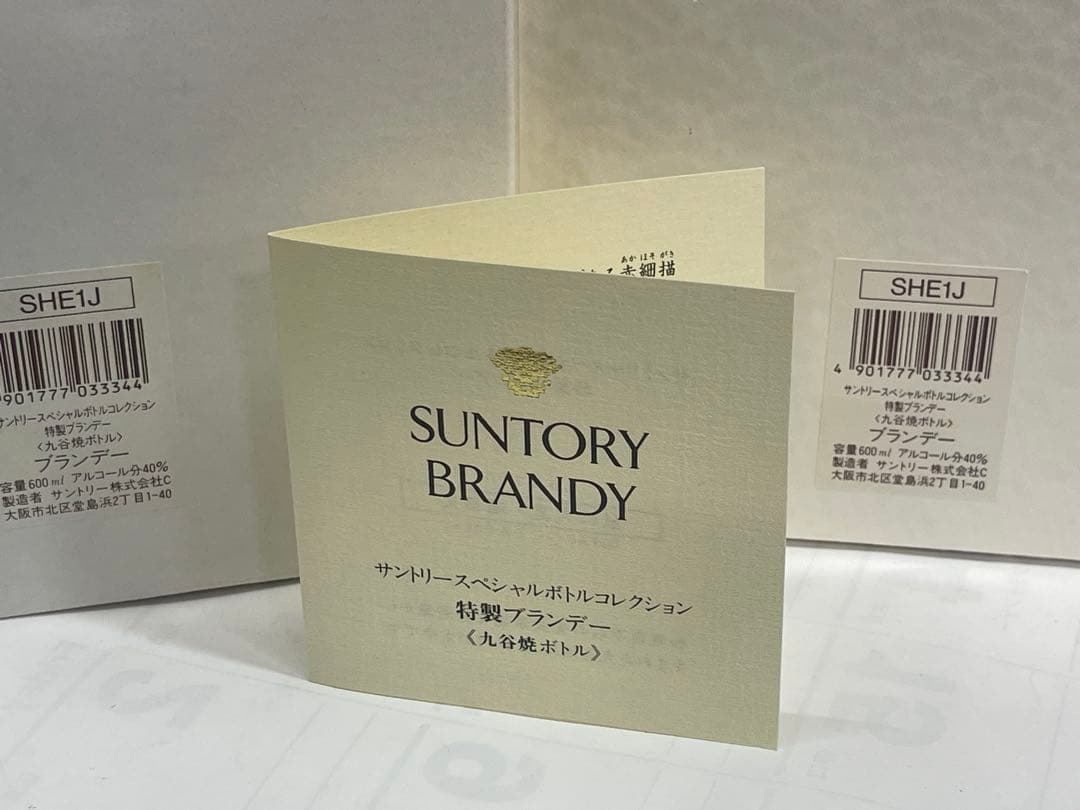 SHE1J
901777 033344
サントリースペシャルボトルコレクション
特製ブランデー
〈九谷焼ボトル〉
ブランデー
容量600ml アルコール分40%
製造者 サントリー株式会社C
大阪市北区堂島浜2丁目1-40
あか ほそ がき
赤細描
SUNTORY
BRANDY
サントリースペシャルボトルコレクション
特製ブランデー
《九谷焼ボトル》
SHE1J
4 901777 033344
サントリースペシャルボトルコレクション
特製ブランデー
〈九谷焼ボトル〉
ブランデー
容量600ml アルコール分40%
製造者 サントリー株式会社C
大阪市北区堂島浜2丁目1-40